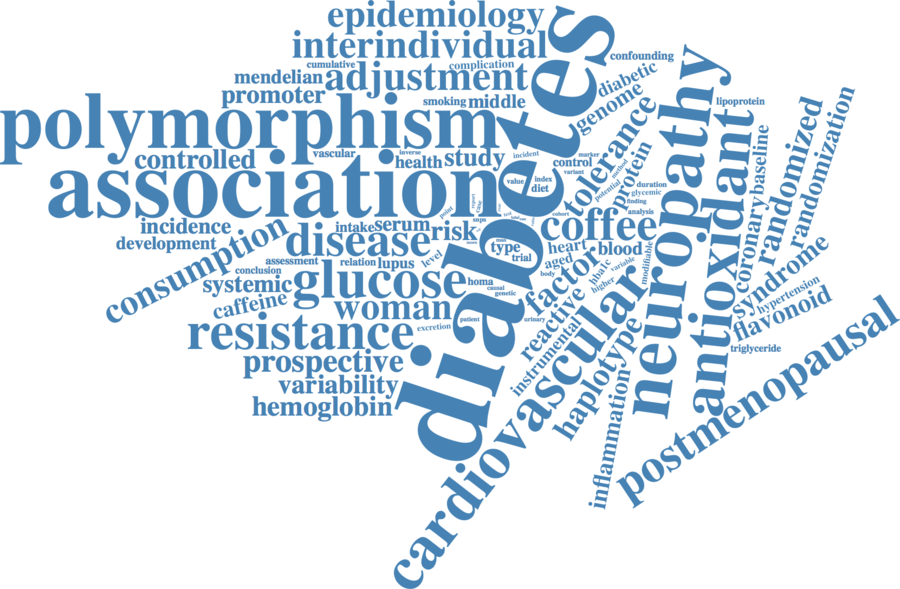 epidemiology
interindividual
cumulative
complication
mendelian
adjustment
promoter
smoking
middle
polymorphism
controlled
vascular
inverse
health
study
association
incidence
development
intake
serum
risk
consumption
disease
assessment
relation
lupus
level
conclusion
systemic
glucose
homa
caffeine
woman
causal
genetic
resistance
patient
excretion
urinary
prospective
variability
hemoglobin
diabetes
confounding
diabetic
genome
incident
marker
control
variant
method
potential
value
index
diet
tolerance
protein
duration
glycemic
finding
analysis
report
point
snps
cohort
coffee
type
trial
heart
aged
body
blood
factor
hba1c
higher
variable
modifiable
reactive
instrumental
cardiovascular
haplotype
inflammation
neuropathy
antioxidant
lipoprotein
baseline
coronary
randomized
randomization
syndrome
hypertension
flavonoid
triglyceride
postmenopausal